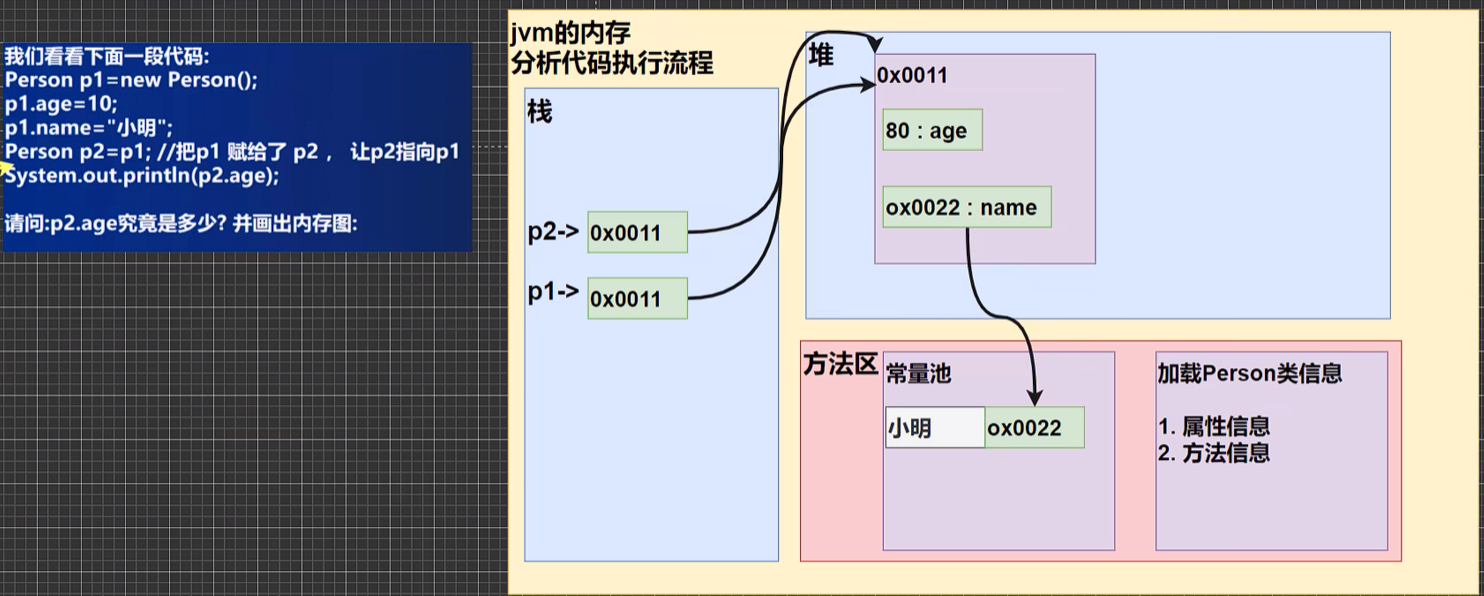 我们看看下面一段代码:
Person p1=new Person();
p1.age=10;
p1.name="小明";
Person p2=p1; //把p1 赋给了 p2 ， 让p2指向p1
System.out.println(p2.age);
请问:p2.age究竟是多少? 并画出内存图:
jvm的内存
分析代码执行流程
栈
p2-> 0x0011
p1-> 0x0011
堆
0x0011
80 : age
ox0022 : name
方法区
常量池
小明 ox0022
加载Person类信息
1. 属性信息
2. 方法信息